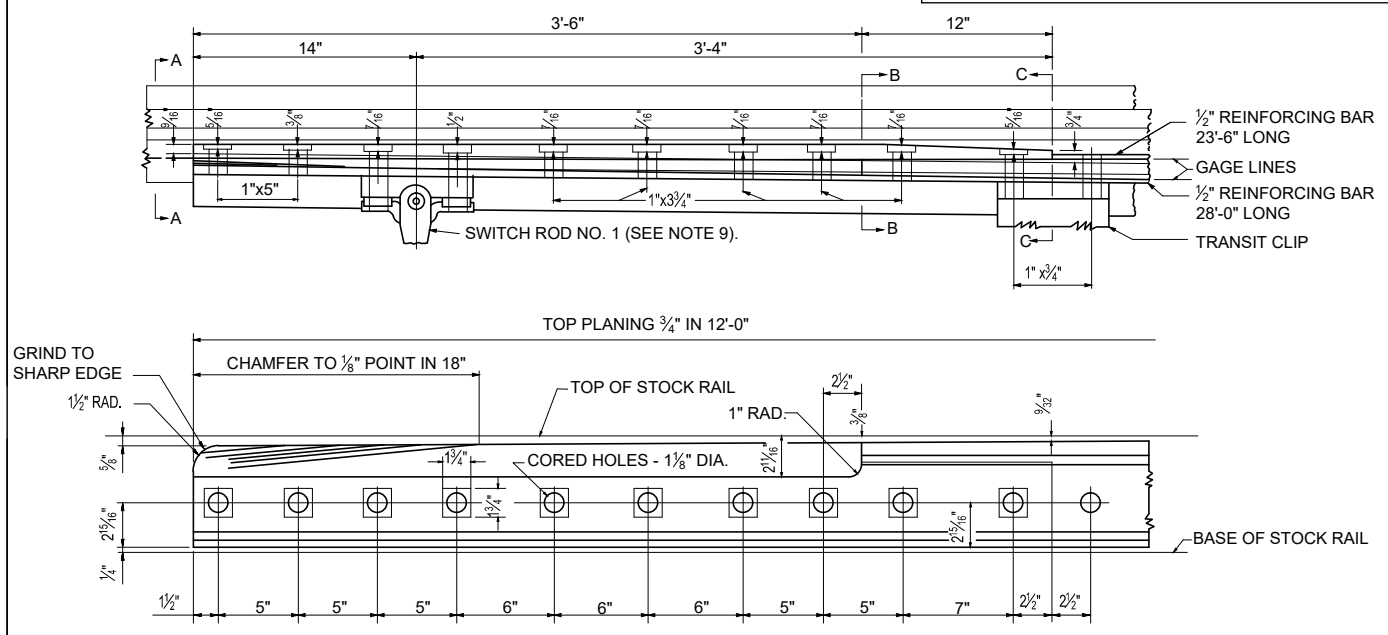 3'-6"
12"
14"
3'-4"
A
B
C
9/16
5/16
3/8"
7/16"
1/2"
7/16"
7/16"
7/16"
7/16"
7/16"
5/16
3/4"
1/2" REINFORCING BAR
23'-6" LONG
GAGE LINES
1/2" REINFORCING BAR
28'-0" LONG
TRANSIT CLIP
1"x5"
1"x3 3/4"
A
B
C
SWITCH ROD NO. 1 (SEE NOTE 9).
1" x 3/4"
TOP PLANING 3/4" IN 12'-0"
GRIND TO
SHARP EDGE
CHAMFER TO 1/8" POINT IN 18"
1 1/2" RAD.
TOP OF STOCK RAIL
2 1/2"
1" RAD.
3/8"
9/32
5/8"
1 3/4"
CORED HOLES - 1 1/8" DIA.
2 11/16"
1 3/4"
2 15/16"
2 15/16"
BASE OF STOCK RAIL
1/4"
1 1/2"
5"
5"
5"
6"
6"
6"
5"
5"
7"
2 1/2"
2 1/2"